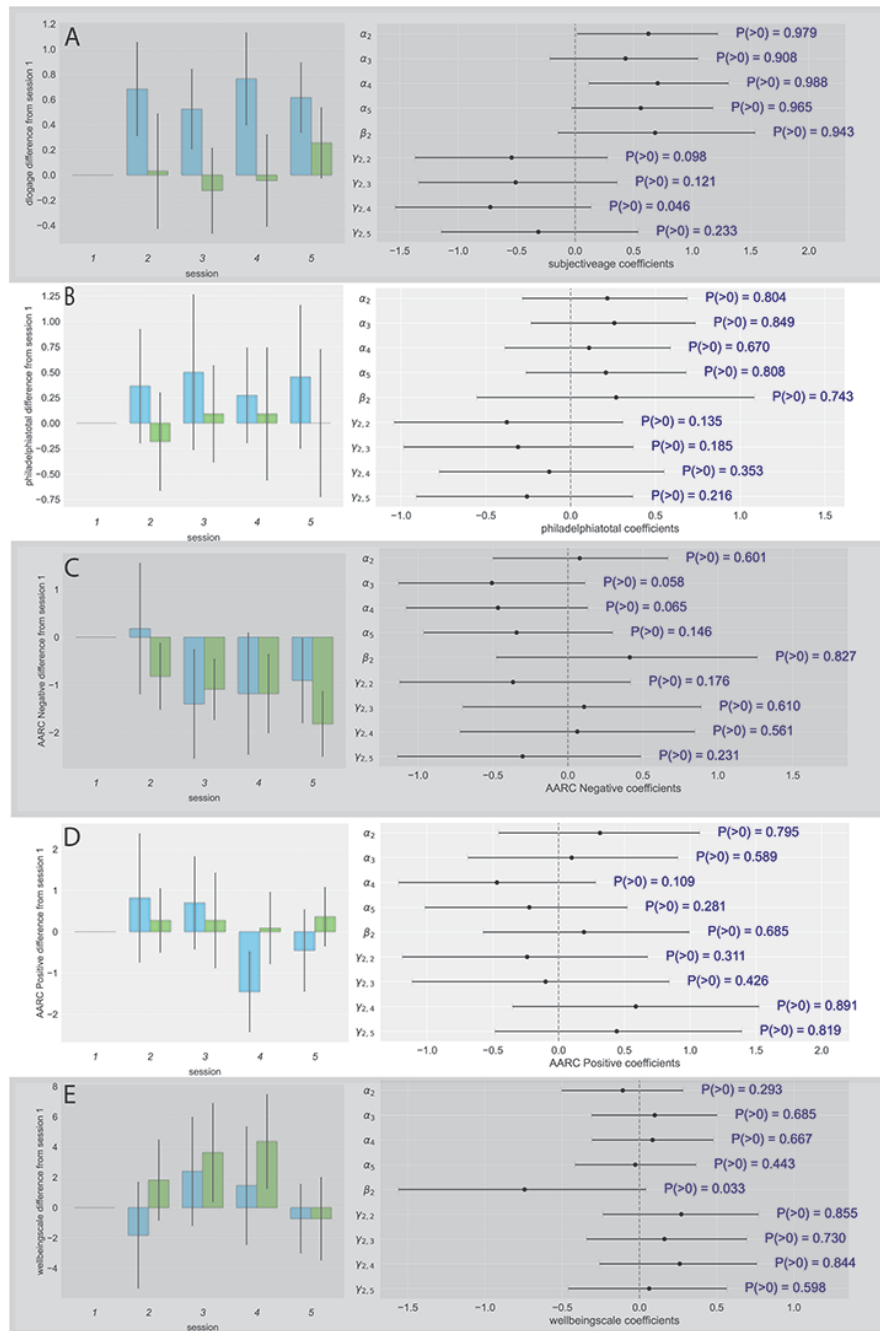 A
diogage difference from session 1
1.2
1.0
0.8
0.6
0.4
0.2
0.0
−0.2
−0.4
1 2 3 4 5
session
α2 P(>0) = 0.979
α3 P(>0) = 0.908
α4 P(>0) = 0.988
α5 P(>0) = 0.965
β2 P(>0) = 0.943
γ2,2 P(>0) = 0.098
γ2,3 P(>0) = 0.121
γ2,4 P(>0) = 0.046
γ2,5 P(>0) = 0.233
−1.5 −1.0 −0.5 0.0 0.5 1.0 1.5 2.0
subjectiveage coefficients
B
philadelphiatotal difference from session 1
1.25
1.00
0.75
0.50
0.25
0.00
−0.25
−0.50
−0.75
1 2 3 4 5
session
α2 P(>0) = 0.804
α3 P(>0) = 0.849
α4 P(>0) = 0.670
α5 P(>0) = 0.808
β2 P(>0) = 0.743
γ2,2 P(>0) = 0.135
γ2,3 P(>0) = 0.185
γ2,4 P(>0) = 0.353
γ2,5 P(>0) = 0.216
−1.0 −0.5 0.0 0.5 1.0 1.5
philadelphiatotal coefficients
C
AARC Negative difference from session 1
1
0
−1
−2
1 2 3 4 5
session
α2 P(>0) = 0.601
α3 P(>0) = 0.058
α4 P(>0) = 0.065
α5 P(>0) = 0.146
β2 P(>0) = 0.827
γ2,2 P(>0) = 0.176
γ2,3 P(>0) = 0.610
γ2,4 P(>0) = 0.561
γ2,5 P(>0) = 0.231
−1.0 −0.5 0.0 0.5 1.0 1.5
AARC Negative coefficients
D
AARC Positive difference from session 1
2
1
0
−1
−2
1 2 3 4 5
session
α2 P(>0) = 0.795
α3 P(>0) = 0.589
α4 P(>0) = 0.109
α5 P(>0) = 0.281
β2 P(>0) = 0.685
γ2,2 P(>0) = 0.311
γ2,3 P(>0) = 0.426
γ2,4 P(>0) = 0.891
γ2,5 P(>0) = 0.819
−1.0 −0.5 0.0 0.5 1.0 1.5 2.0
AARC Positive coefficients
E
wellbeingscale difference from session 1
8
6
4
2
0
−2
−4
1 2 3 4 5
session
α2 P(>0) = 0.293
α3 P(>0) = 0.685
α4 P(>0) = 0.667
α5 P(>0) = 0.443
β2 P(>0) = 0.033
γ2,2 P(>0) = 0.855
γ2,3 P(>0) = 0.730
γ2,4 P(>0) = 0.844
γ2,5 P(>0) = 0.598
−1.5 −1.0 −0.5 0.0 0.5 1.0
wellbeingscale coefficients